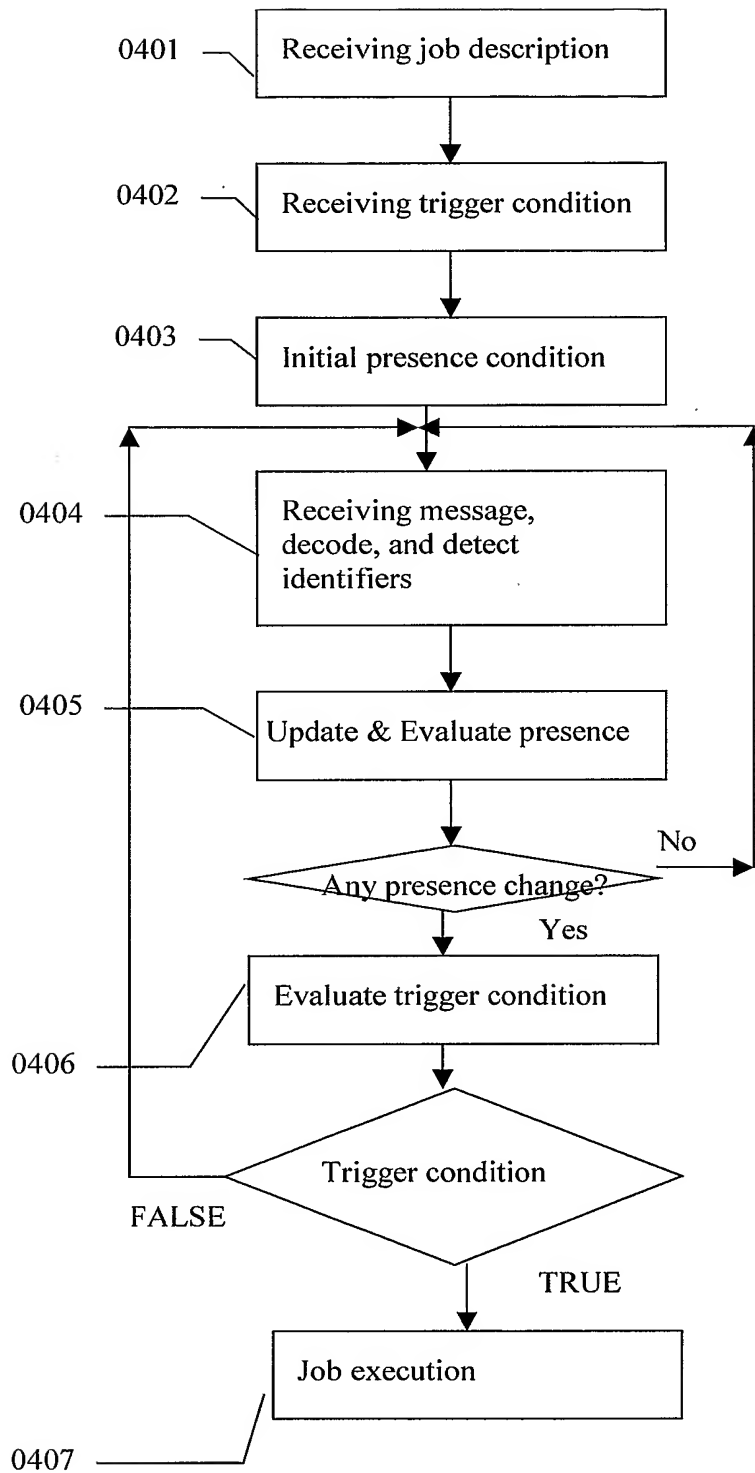 0401
Receiving job description
0402
Receiving trigger condition
0403
Initial presence condition
0404
Receiving message,
decode, and detect
identifiers
0405
Update & Evaluate presence
No
Any presence change?
Yes
Evaluate trigger condition
0406
Trigger condition
FALSE
TRUE
Job execution
0407